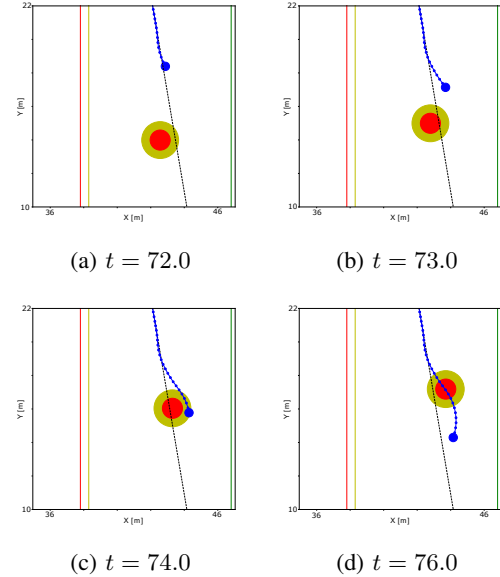 22
22
Y [m]
Y [m]
10
10
36
X [m]
46
36
X [m]
46
(a) t = 72.0
(b) t = 73.0
22
22
Y [m]
Y [m]
10
10
36
X [m]
46
36
X [m]
46
(c) t = 74.0
(d) t = 76.0